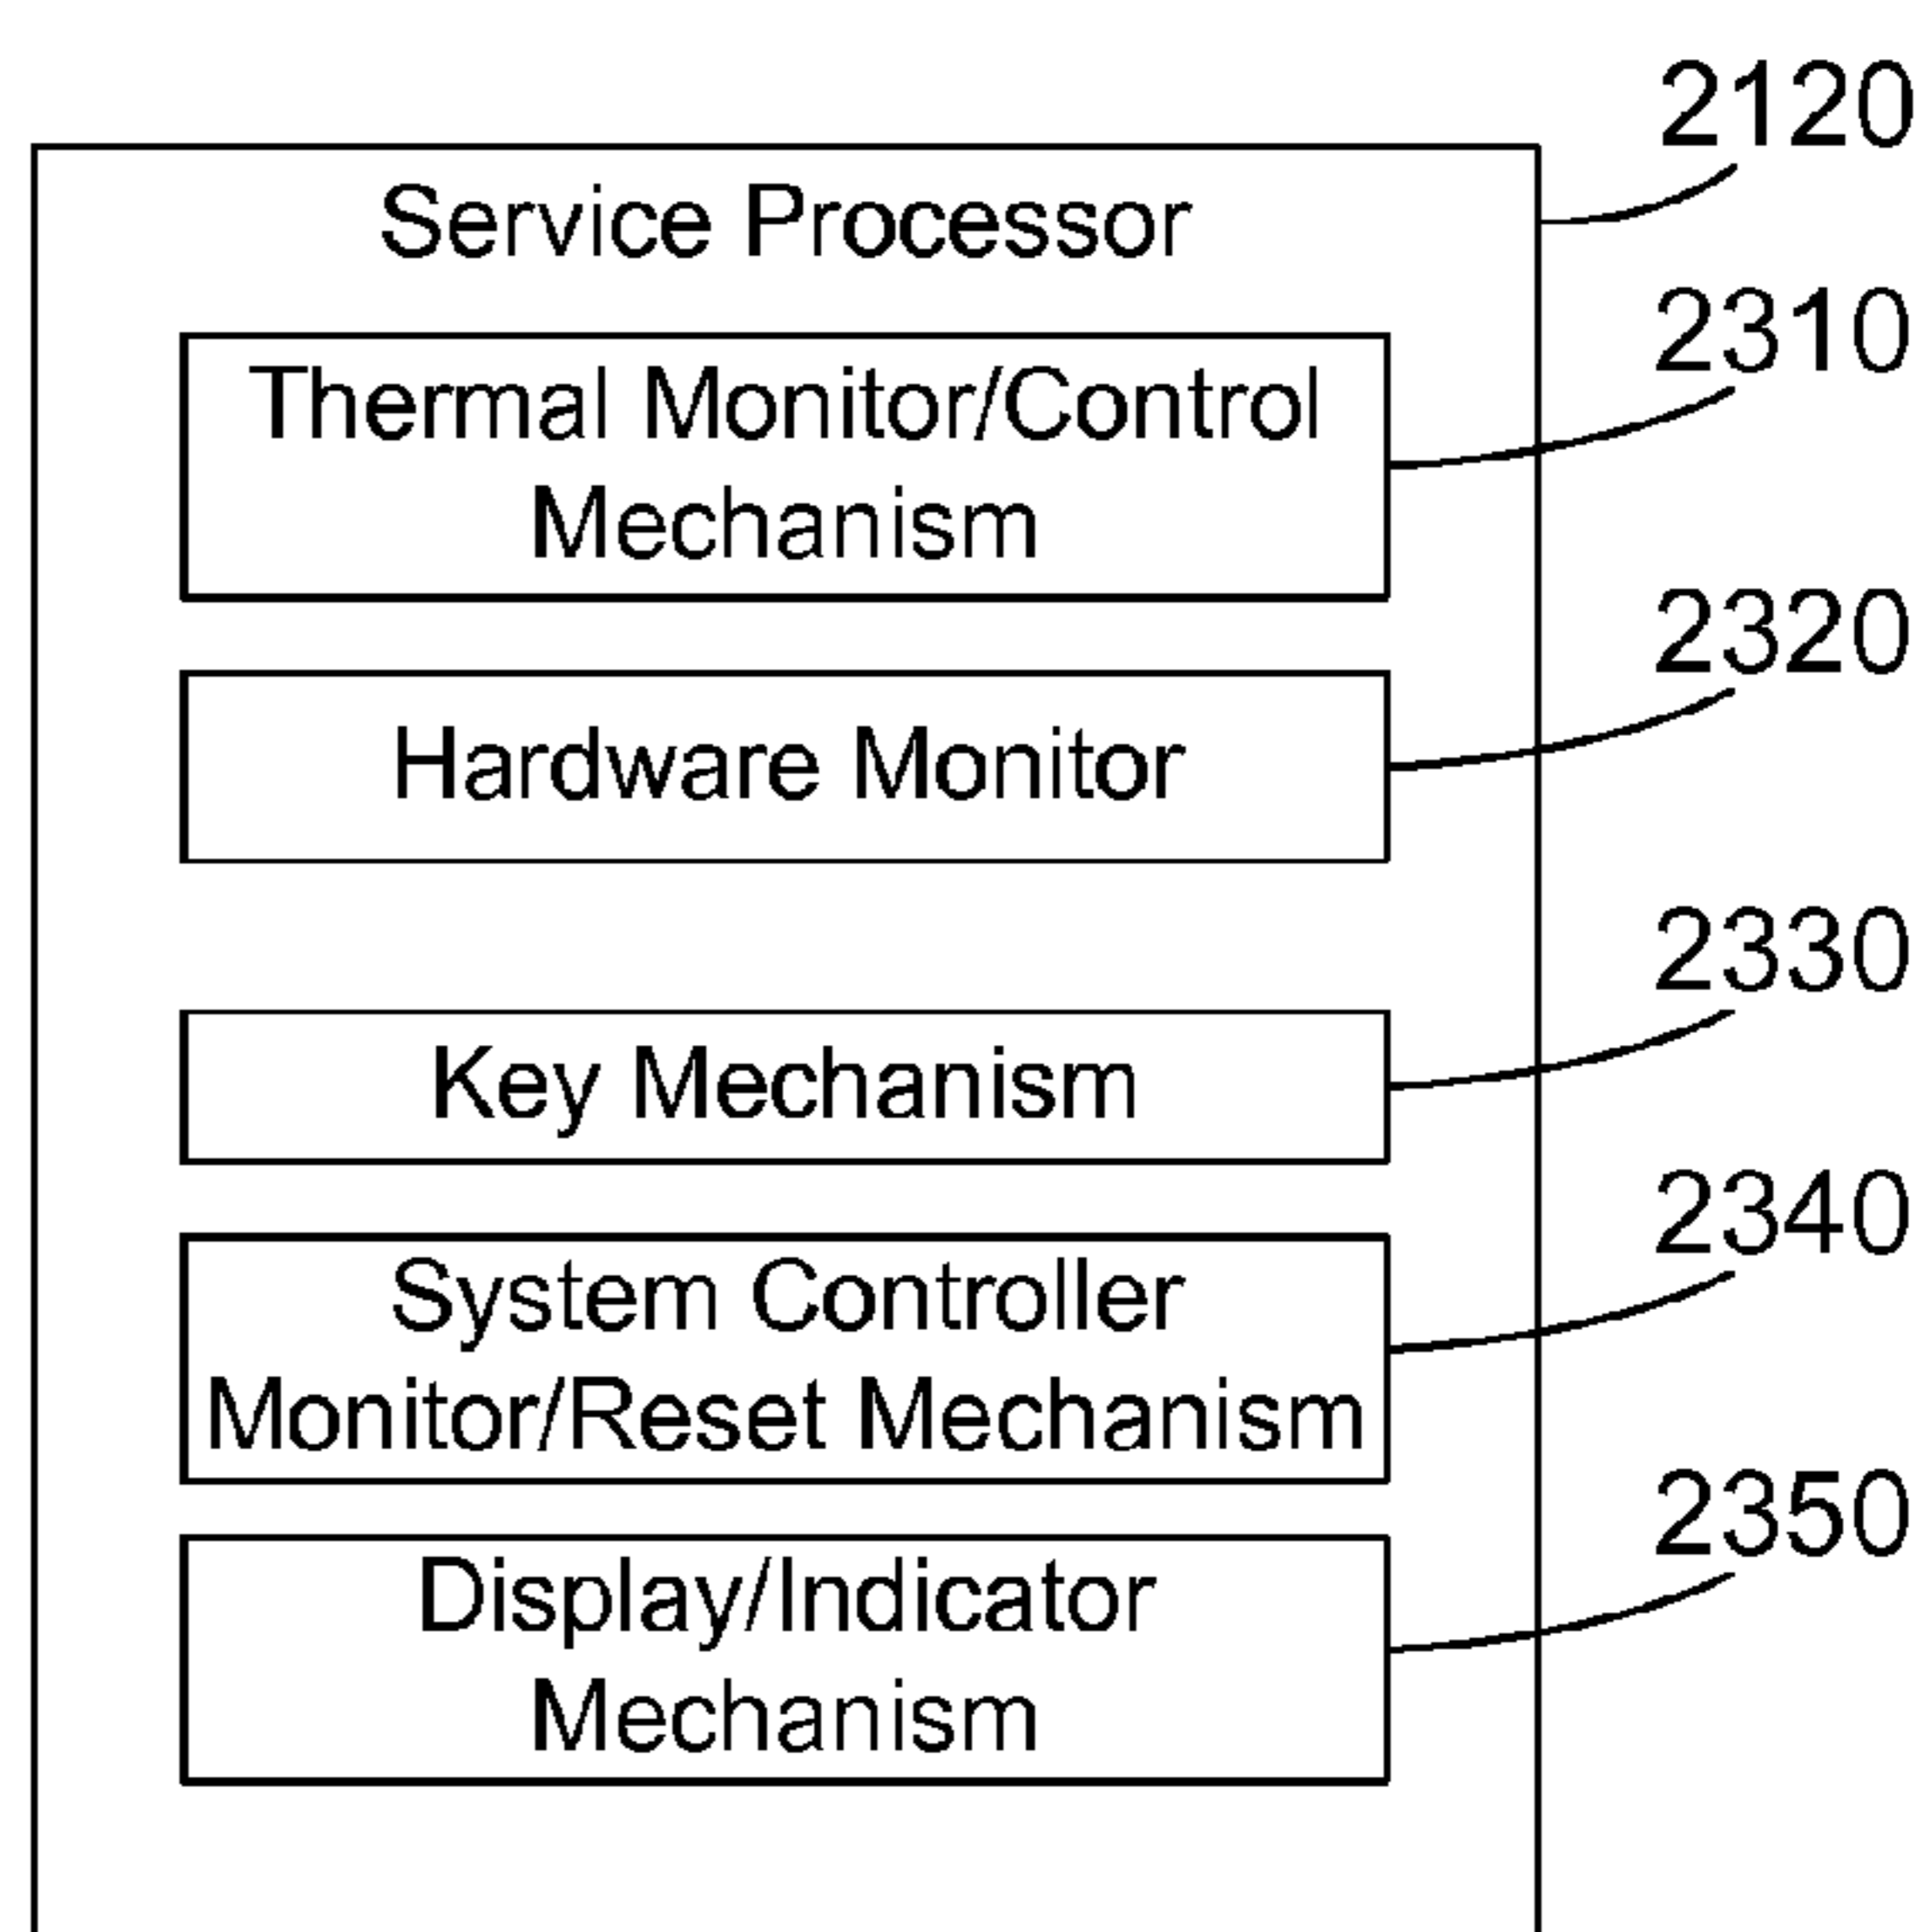 2120
Service Processor
2310
Thermal Monitor/Control
Mechanism
2320
Hardware Monitor
2330
Key Mechanism
2340
System Controller
Monitor/Reset Mechanism
2350
Display/Indicator
Mechanism